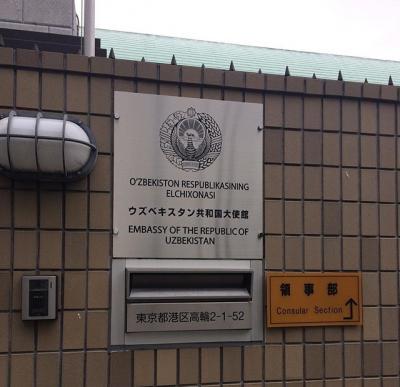 O'ZBEKISTON RESPUBLIKASINING
ELCHIXONASI
ウズベキスタン共和国大使館
EMBASSY OF THE REPUBLIC OF
UZBEKISTAN
東京都港区高輪2-1-52
領事部
Consular Section